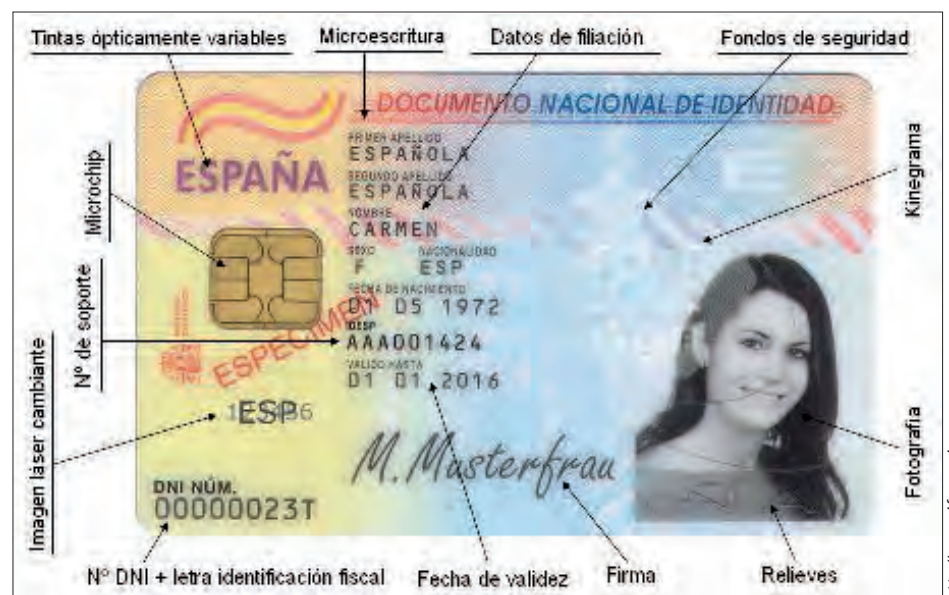 Tintas ópticamente variables
Microescritura
Datos de filiación
Fondos de seguridad
DOCUMENTO NACIONAL DE IDENTIDAD
ESPAÑA
PRIMER APELLIDO
ESPAÑOLA
SEGUNDO APELLIDO
ESPAÑOLA
NOMBRE
CARMEN
SEXO NACIONALIDAD
F ESP
FECHA DE NACIMIENTO
01 05 1972
IDESP
AAA001424
VALIDO HASTA
01 01 2016
ESPECIMEN
ESP
DNI NÚM.
00000023T
M. Musterfrau
Microchip
Nº de soporte
Imagen láser cambiante
Kinegrama
Fotografia
Nº DNI + letra identificación fiscal
Fecha de validez
Firma
Relieves